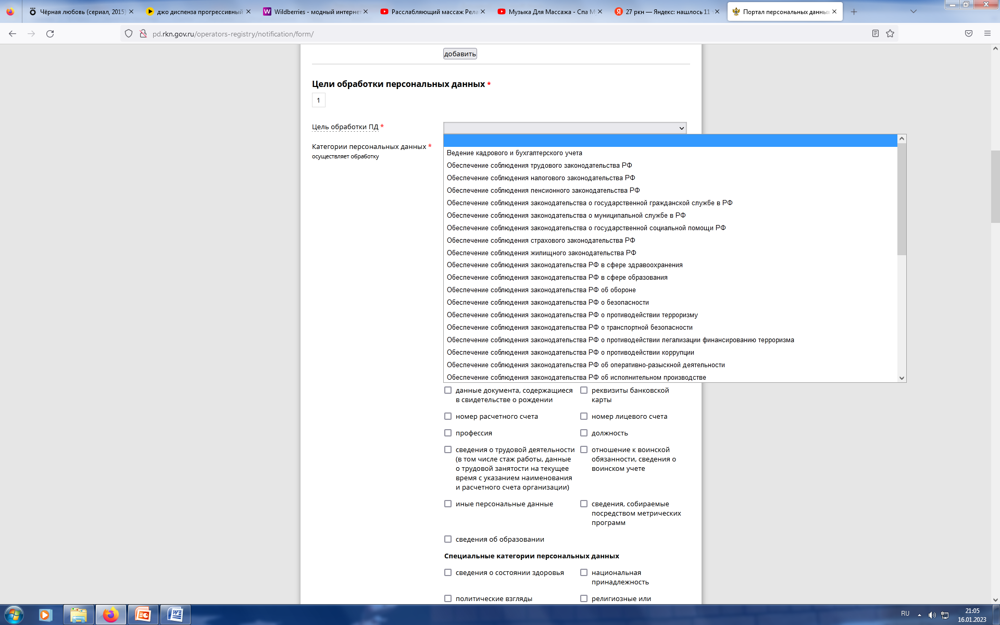 Чёрная любовь (сериал, 2015)
джо диспенза прогрессивный
Wildberries - модный интернет
Расслабляющий массаж Рела
Музыка Для Массажа - Спа М
27 ркн — Яндекс: нашлось 11
Портал персональных данных
pd.rkn.gov.ru/operators-registry/notification/form/
добавить
Цели обработки персональных данных *
1
Цель обработки ПД *
Категории персональных данных *
осуществляет обработку
Ведение кадрового и бухгалтерского учета
Обеспечение соблюдения трудового законодательства РФ
Обеспечение соблюдения налогового законодательства РФ
Обеспечение соблюдения пенсионного законодательства РФ
Обеспечение соблюдения законодательства о государственной гражданской службе в РФ
Обеспечение соблюдения законодательства о муниципальной службе в РФ
Обеспечение соблюдения законодательства о государственной социальной помощи РФ
Обеспечение соблюдения страхового законодательства РФ
Обеспечение соблюдения жилищного законодательства РФ
Обеспечение соблюдения законодательства РФ в сфере здравоохранения
Обеспечение соблюдения законодательства РФ в сфере образования
Обеспечение соблюдения законодательства РФ об обороне
Обеспечение соблюдения законодательства РФ о безопасности
Обеспечение соблюдения законодательства РФ о противодействии терроризму
Обеспечение соблюдения законодательства РФ о транспортной безопасности
Обеспечение соблюдения законодательства РФ о противодействии легализации финансированию терроризма
Обеспечение соблюдения законодательства РФ о противодействии коррупции
Обеспечение соблюдения законодательства РФ об оперативно-разыскной деятельности
Обеспечение соблюдения законодательства РФ об исполнительном производстве
данные документа, содержащиеся
в свидетельстве о рождении
реквизиты банковской
карты
номер расчетного счета
номер лицевого счета
профессия
должность
сведения о трудовой деятельности
(в том числе стаж работы, данные
о трудовой занятости на текущее
время с указанием наименования
и расчетного счета организации)
отношение к воинской
обязанности, сведения о
воинском учете
иные персональные данные
сведения, собираемые
посредством метрических
программ
сведения об образовании
Специальные категории персональных данных
сведения о состоянии здоровья
национальная
принадлежность
политические взгляды
религиозные или
RU
21:05
16.01.2023